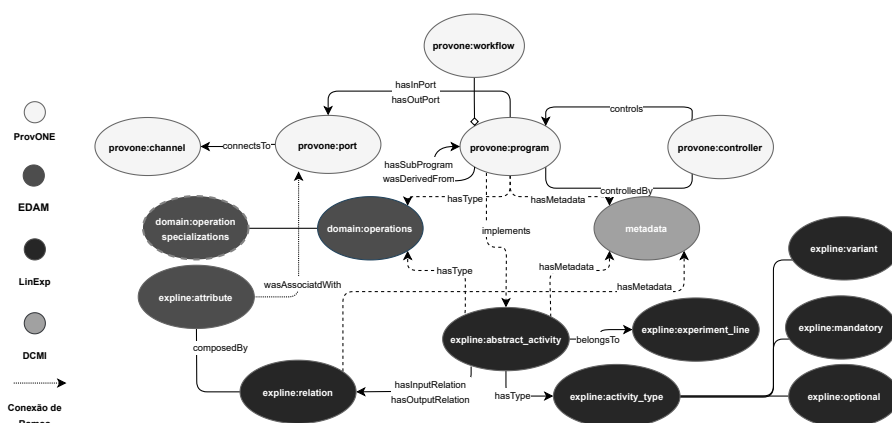 provone:workflow
hasInPort
hasOutPort
controls
ProvONE
provone:channel
connectsTo
provone:port
provone:program
provone:controller
hasSubProgram
wasDerivedFrom
EDAM
hasType
hasMetadata
controlledBy
domain:operation
specializations
domain:operations
implements
metadata
expline:variant
LinExp
hasType
hasMetadata
expline:attribute
wasAssociatdWith
hasMetadata
DCMI
composedBy
expline:abstract_activity
belongsTo
expline:experiment_line
expline:mandatory
expline:relation
hasInputRelation
hasOutputRelation
hasType
expline:activity_type
expline:optional
Conexão de